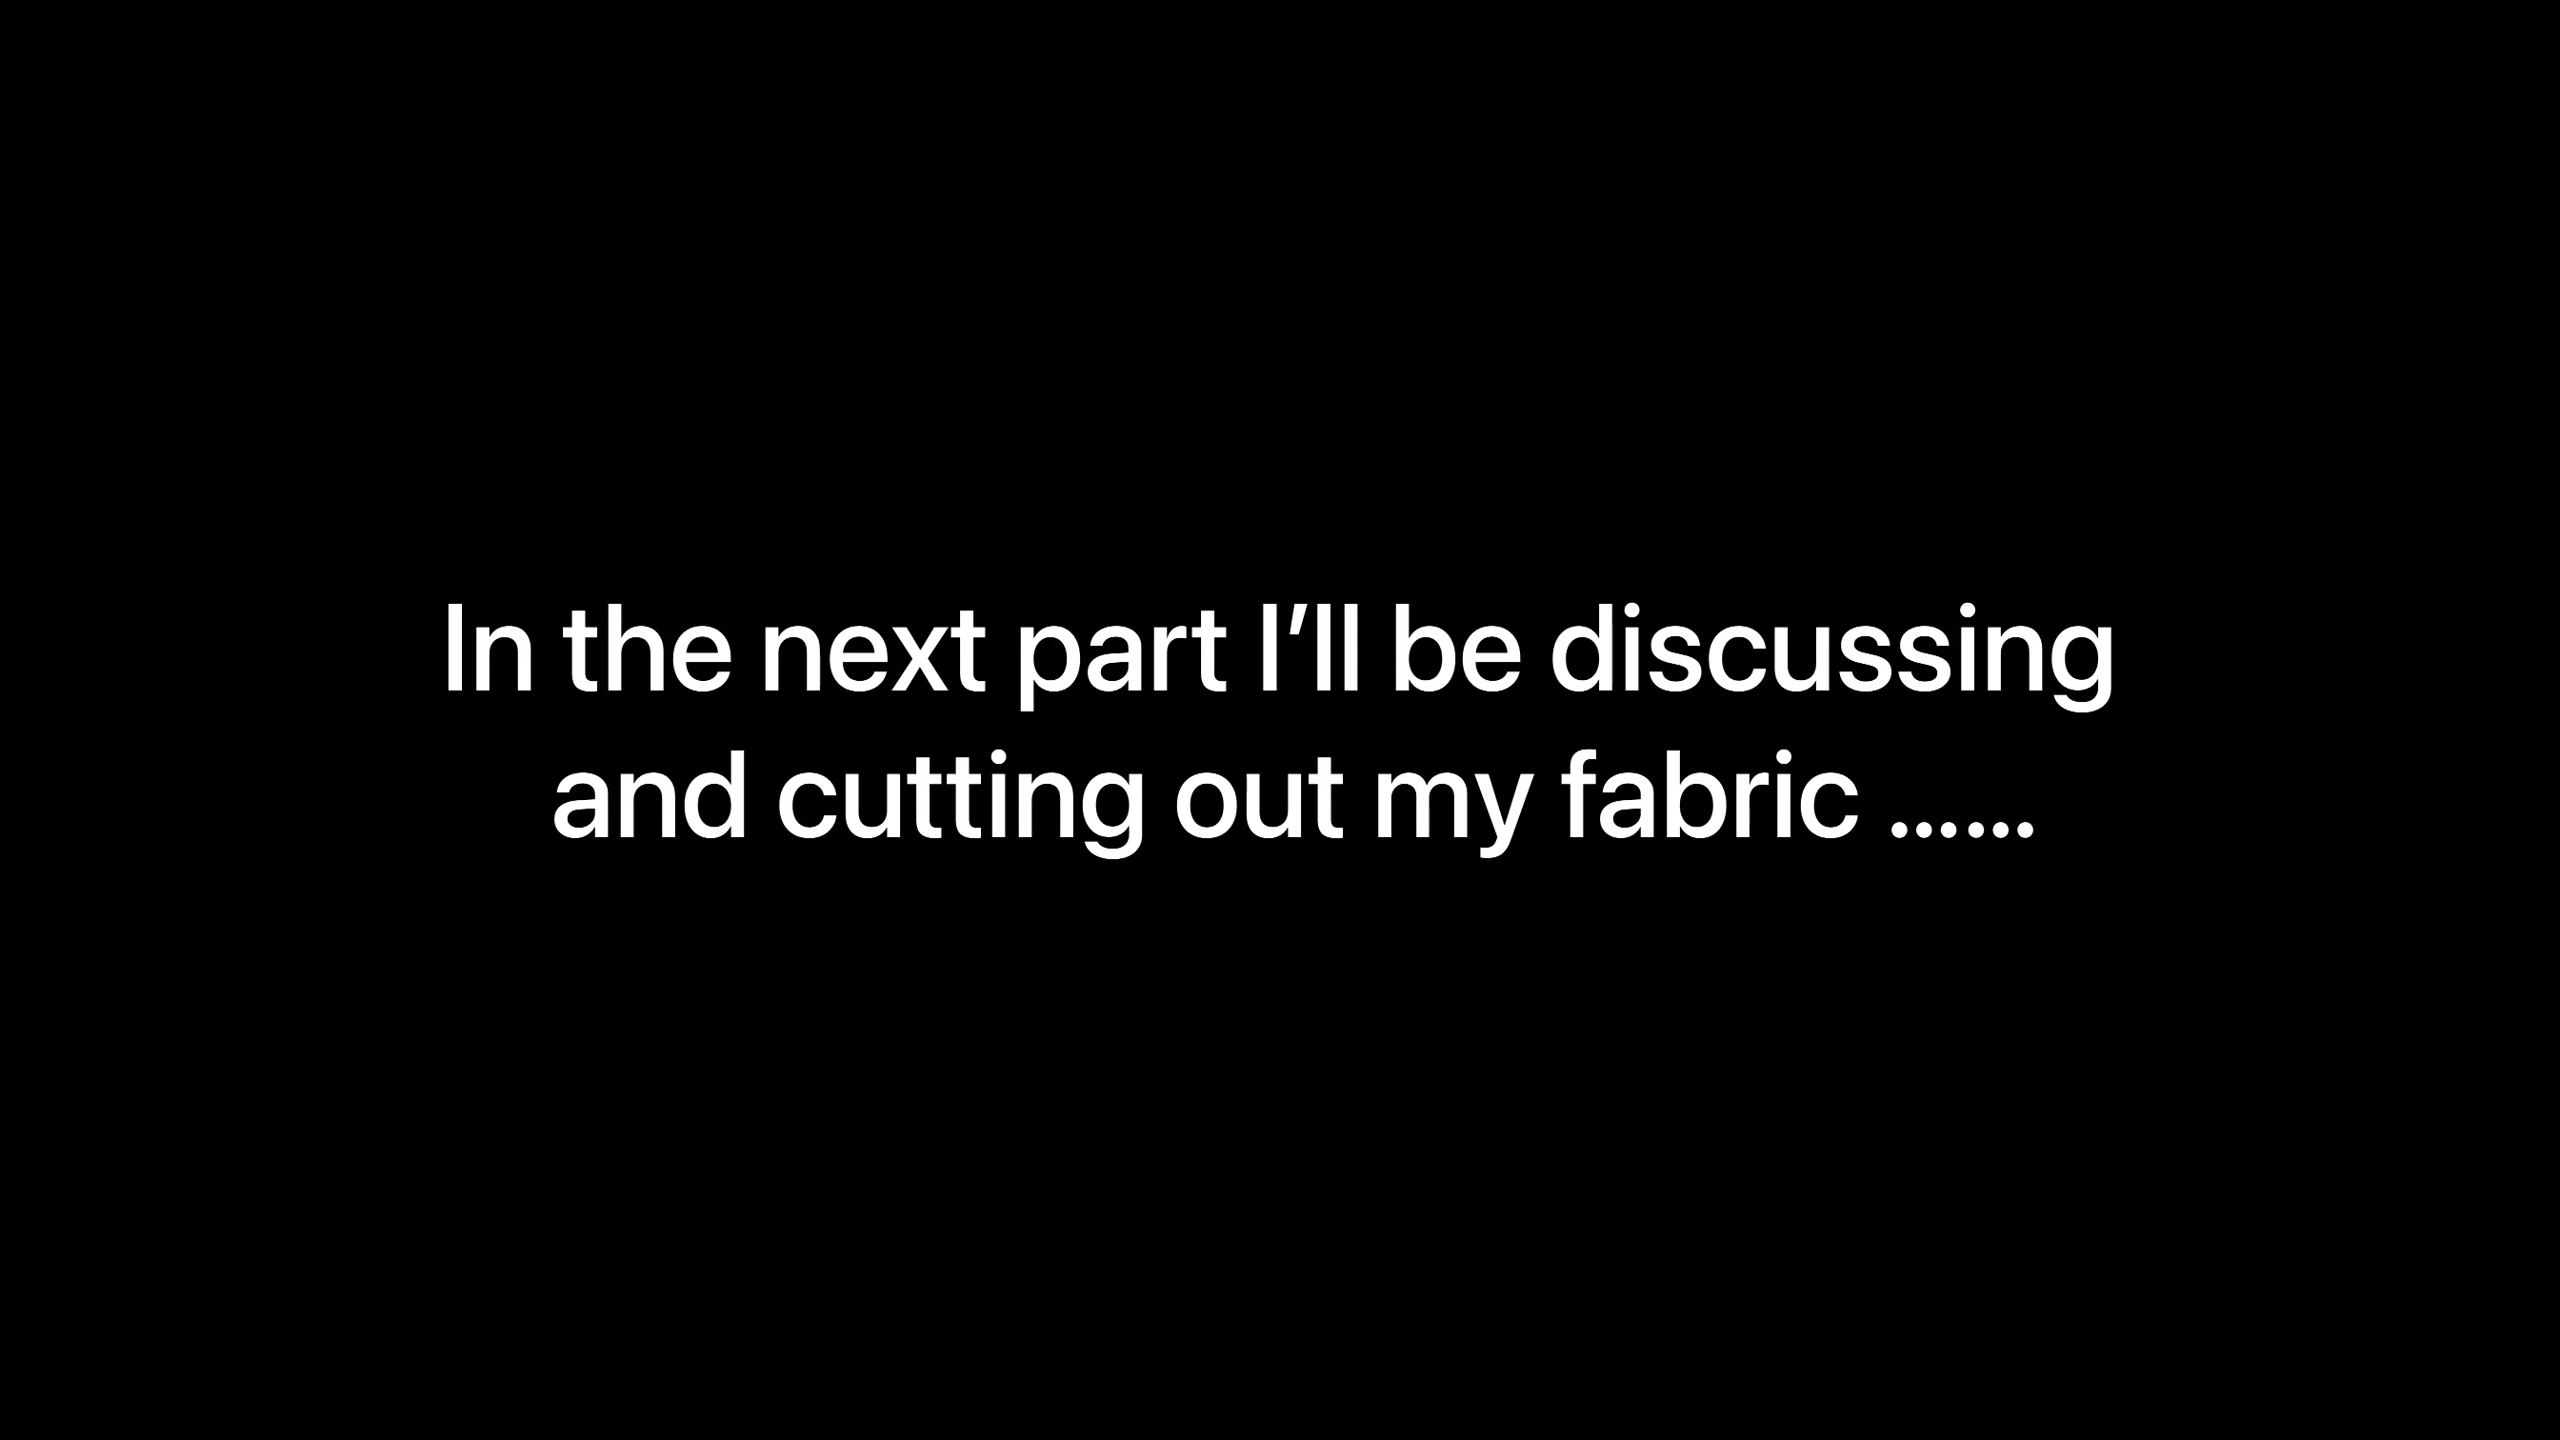 In the next part I’ll be discussing
and cutting out my fabric ……